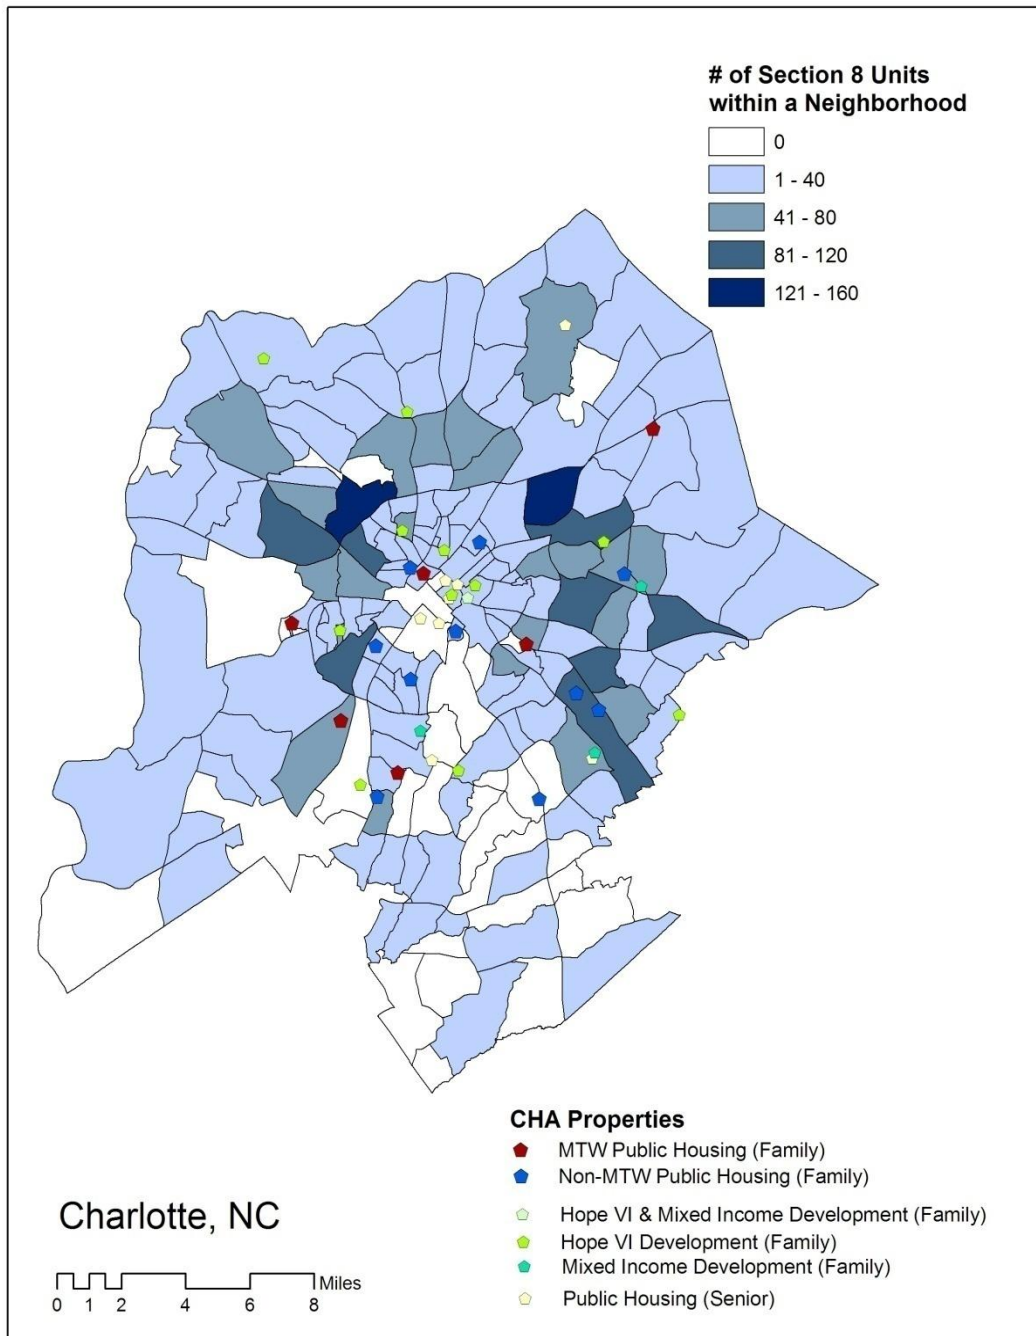 # of Section 8 Units
within a Neighborhood
0
1 - 40
41 - 80
81 - 120
121 - 160
CHA Properties
MTW Public Housing (Family)
Non-MTW Public Housing (Family)
Hope VI & Mixed Income Development (Family)
Hope VI Development (Family)
Mixed Income Development (Family)
Public Housing (Senior)
Charlotte, NC
Miles
0 1 2 4 6 8